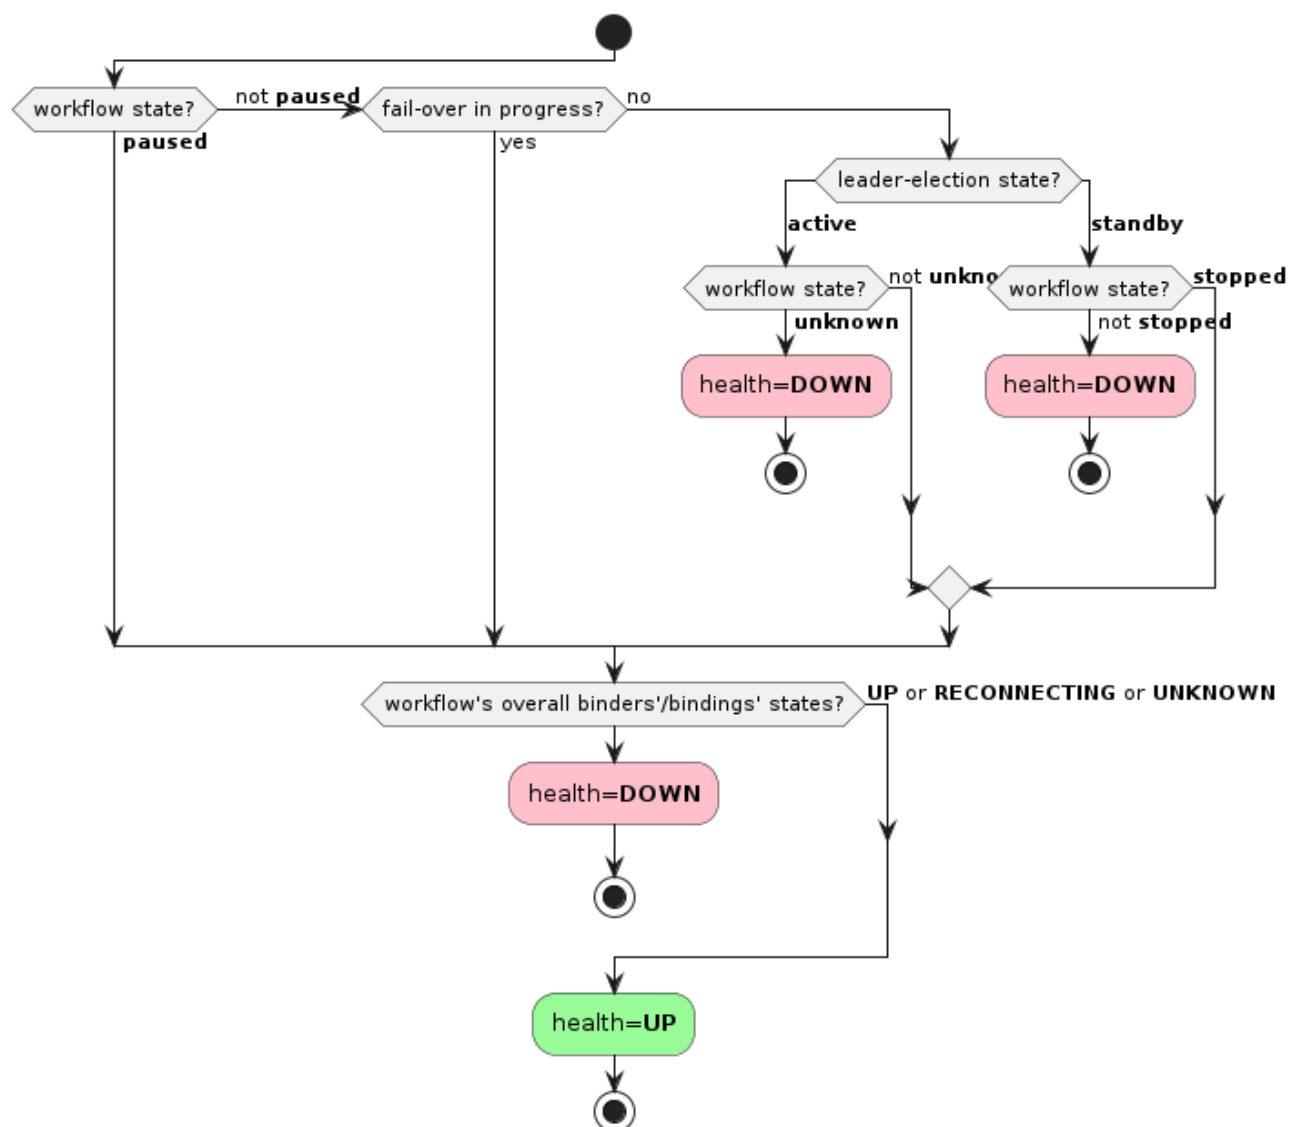 workflow state?
not paused
fail-over in progress?
no
paused
yes
leader-election state?
active
standby
workflow state?
not unkno
workflow state?
stopped
unknown
not stopped
health=DOWN
health=DOWN
workflow's overall binders'/bindings' states?
UP or RECONNECTING or UNKNOWN
health=DOWN
health=UP